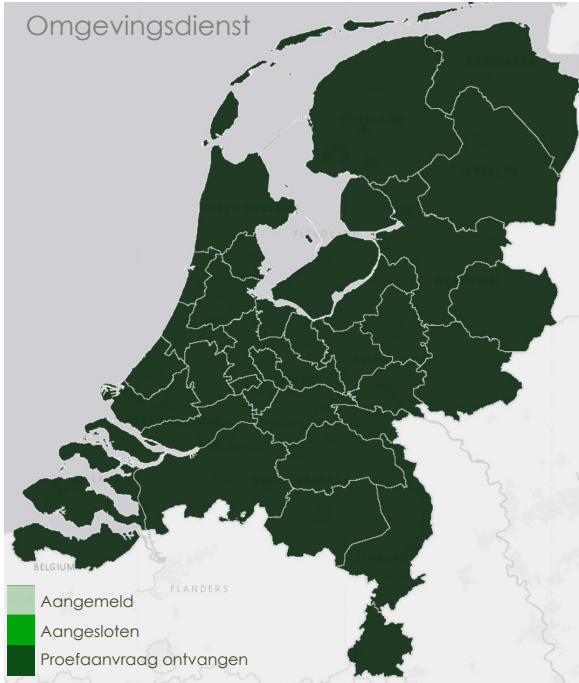 Omgevingsdienst
BELGIUM
FLANDERS
Aangemeld
Aangesloten
Proefaanvraag ontvangen